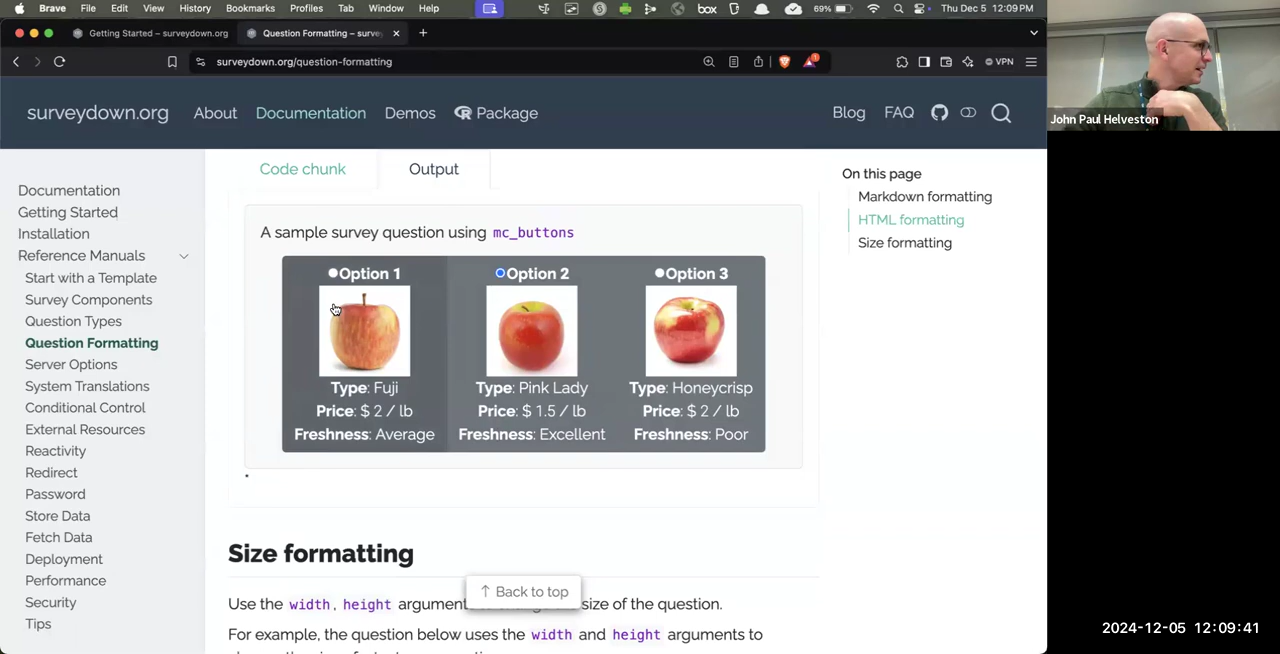 Brave File Edit View History Bookmarks Profiles Tab Window Help box 69% Thu Dec 5 12:09 PM
Getting Started – surveydown.org
Question Formatting – surve
surveydown.org/question-formatting
1
VPN
surveydown.org About Documentation Demos Package Blog FAQ
Documentation
Getting Started
Installation
Reference Manuals
Start with a Template
Survey Components
Question Types
Question Formatting
Server Options
System Translations
Conditional Control
External Resources
Reactivity
Redirect
Password
Store Data
Fetch Data
Deployment
Performance
Security
Tips
Code chunk Output
A sample survey question using mc_buttons
Option 1 Option 2 Option 3
Type: Fuji Type: Pink Lady Type: Honeycrisp
Price: $ 2 / lb Price: $ 1.5 / lb Price: $ 2 / lb
Freshness: Average Freshness: Excellent Freshness: Poor
Size formatting
↑ Back to top
Use the width, height arguments size of the question.
For example, the question below uses the width and height arguments to
On this page
Markdown formatting
HTML formatting
Size formatting
John Paul Helveston
2024-12-05 12:09:41